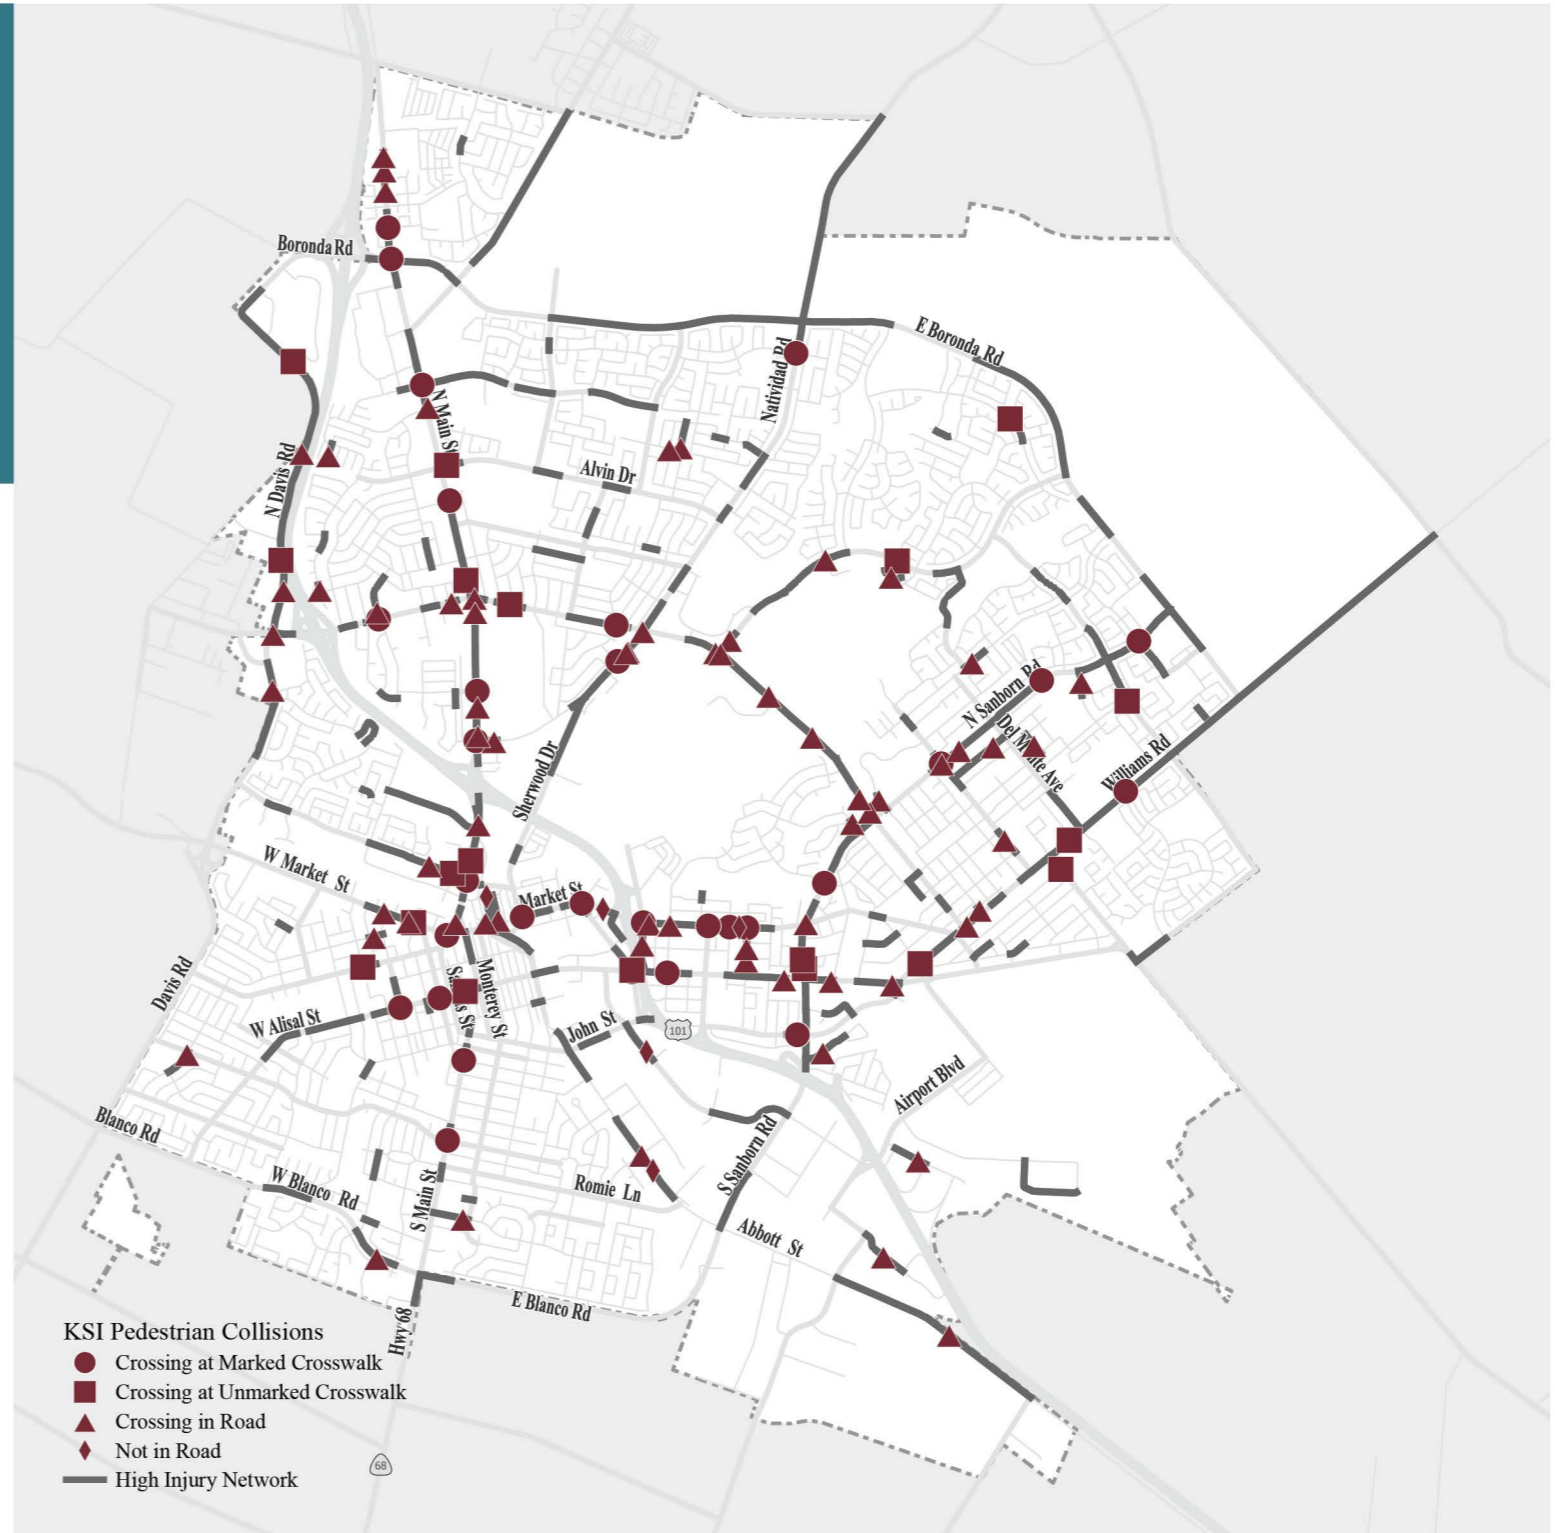 Boronda Rd
E Boronda Rd
Natividad Rd
N Main St
Alvin Dr
N Davis Rd
N Sanborn Rd
Del Monte Ave
Williams Rd
Sherwood Dr
W Market St
Market St
Davis Rd
Monterey St
W Alisal St
John St
101
Airport Blvd
Blanco Rd
W Blanco Rd
S Main St
Romie Ln
S Sanborn Rd
Abbott St
E Blanco Rd
Hwy 68
KSI Pedestrian Collisions
Crossing at Marked Crosswalk
Crossing at Unmarked Crosswalk
Crossing in Road
Not in Road
High Injury Network
68